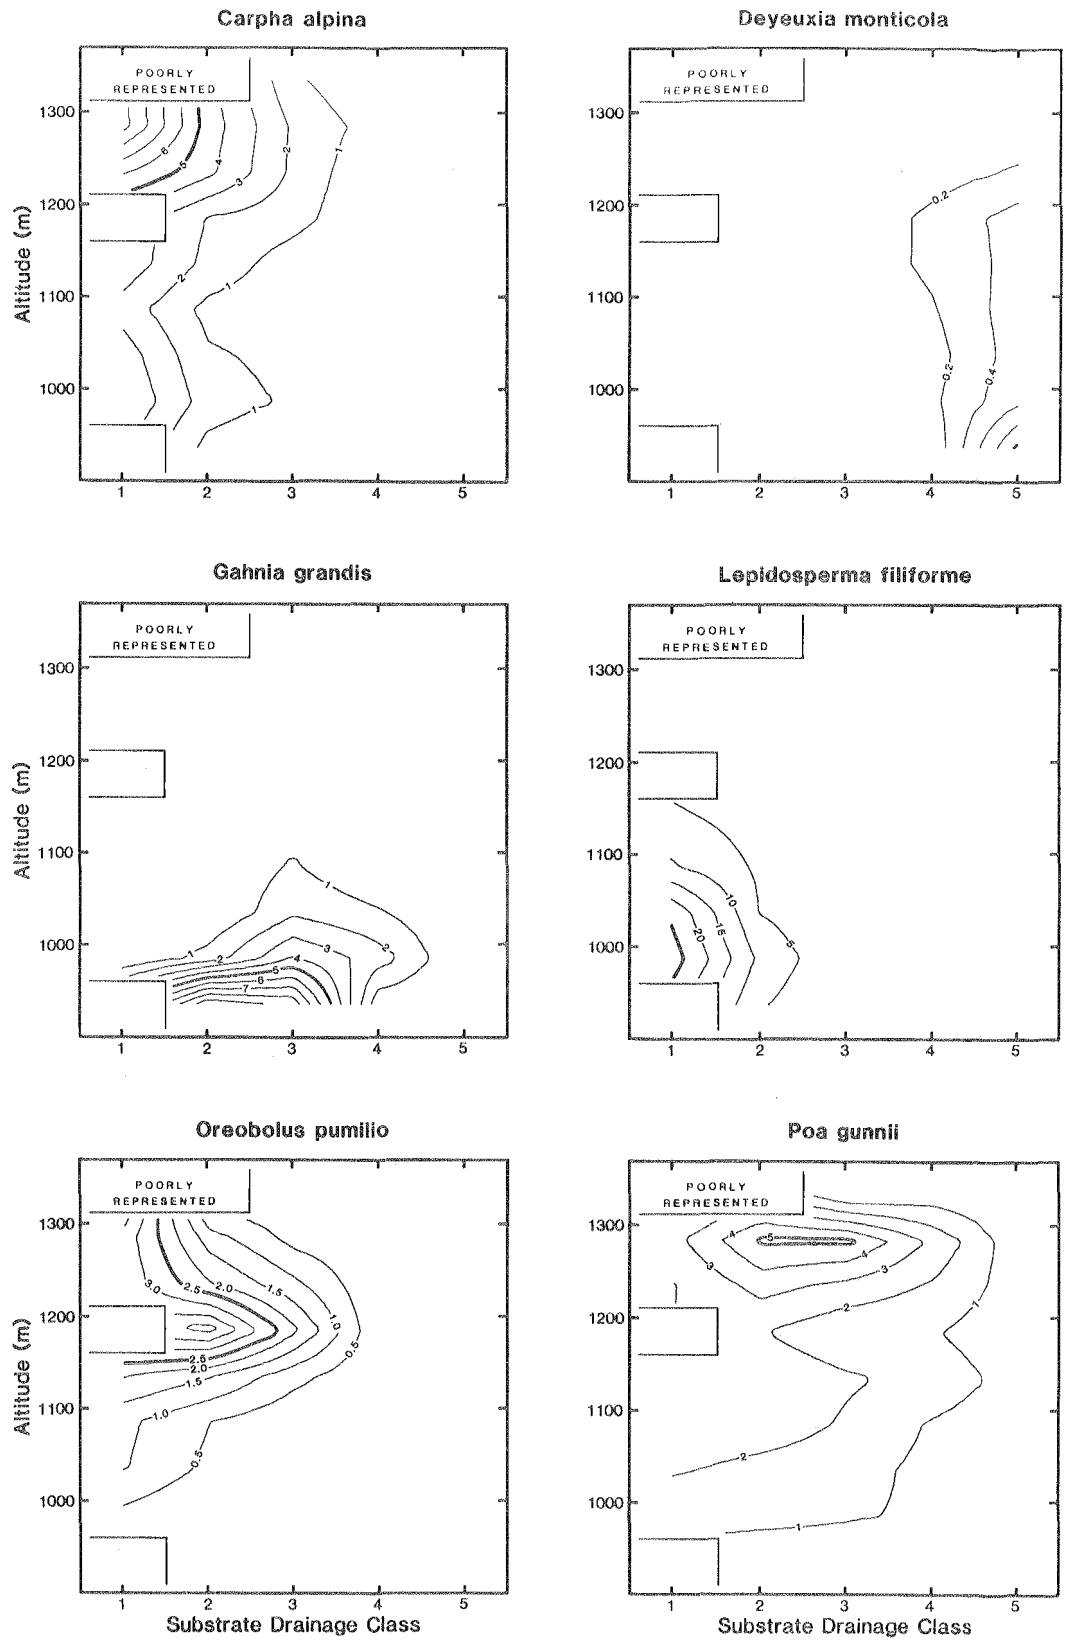 Carpha alpina
POORLY
REPRESENTED
1300
1200
1100
1000
Altitude (m)
6
5
4
3
2
1
2
1
1
1 2 3 4 5
Deyeuxia monticola
POORLY
REPRESENTED
1300
1200
1100
1000
0.2
0.2
0.4
1 2 3 4 5
Gahnia grandis
POORLY
REPRESENTED
1300
1200
1100
1000
Altitude (m)
1
1
2
2
3
4
5
6
7
1 2 3 4 5
Lepidosperma filiforme
POORLY
REPRESENTED
1300
1200
1100
1000
10
15
20
5
1 2 3 4 5
Oreobolus pumilio
POORLY
REPRESENTED
1300
1200
1100
1000
Altitude (m)
3.0
2.5
2.0
1.5
1.0
0.5
2.5
2.0
1.5
1.0
0.5
1 2 3 4 5
Substrate Drainage Class
Poa gunnii
POORLY
REPRESENTED
1300
1200
1100
1000
4
5
4
3
3
2
1
2
1
1 2 3 4 5
Substrate Drainage Class